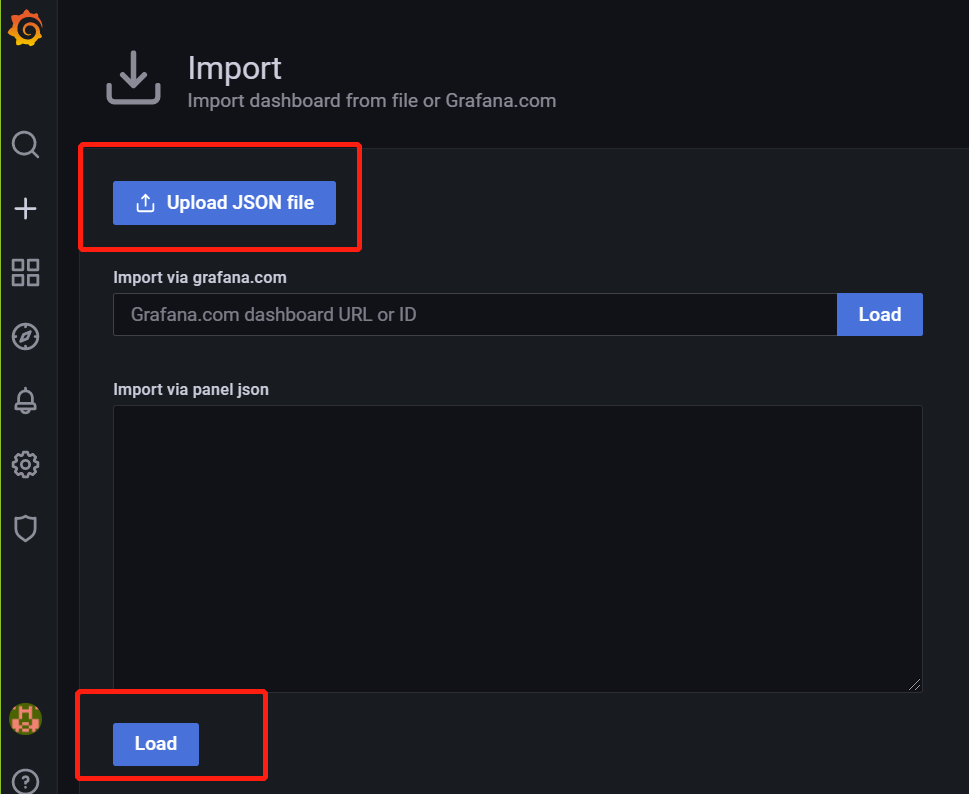 Import
Import dashboard from file or Grafana.com
Upload JSON file
Import via grafana.com
Grafana.com dashboard URL or ID
Load
Import via panel json
Load
?